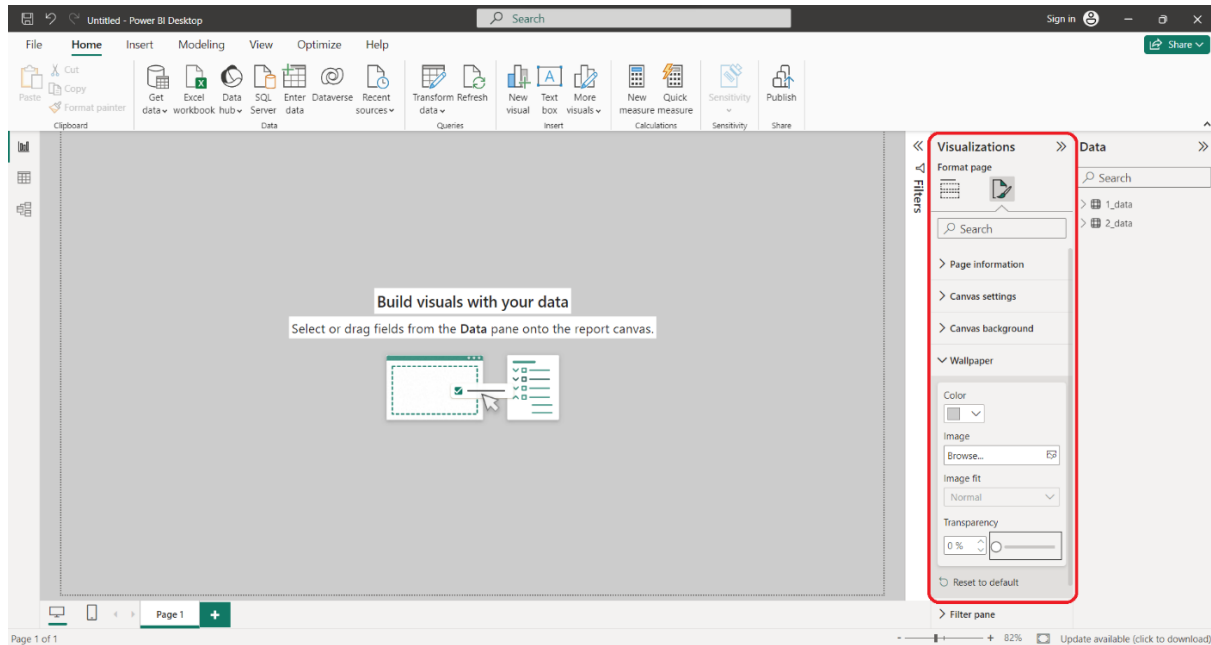 Untitled - Power BI Desktop
Search
Sign in
File Home Insert Modeling View Optimize Help
Share
Paste
Cut
Copy
Format painter
Clipboard
Get data
Excel workbook
Data hub
SQL Server
Enter data
Dataverse
Recent sources
Data
Transform data
Refresh
Queries
New visual
Text box
More visuals
Insert
New measure
Quick measure
Calculations
Sensitivity
Sensitivity
Publish
Share
Build visuals with your data
Select or drag fields from the Data pane onto the report canvas.
Filters
Visualizations
Format page
Search
Page information
Canvas settings
Canvas background
Wallpaper
Color
Image
Browse...
Image fit
Normal
Transparency
0 %
Reset to default
Filter pane
Data
Search
1_data
2_data
Page 1
+
Page 1 of 1
- + 82%
Update available (click to download)